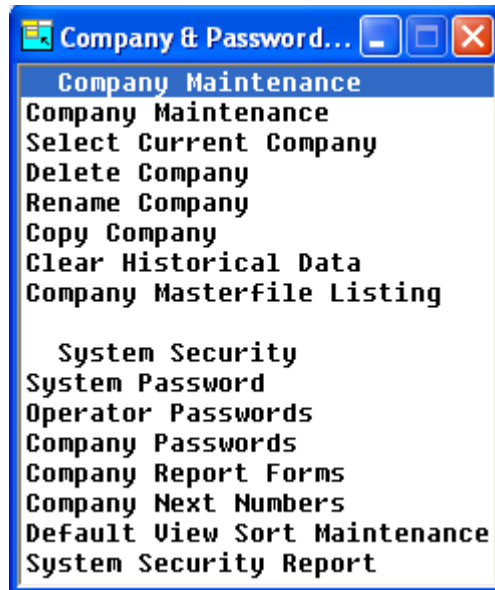 Company & Password...
Company Maintenance
Company Maintenance
Select Current Company
Delete Company
Rename Company
Copy Company
Clear Historical Data
Company Masterfile Listing
System Security
System Password
Operator Passwords
Company Passwords
Company Report Forms
Company Next Numbers
Default View Sort Maintenance
System Security Report